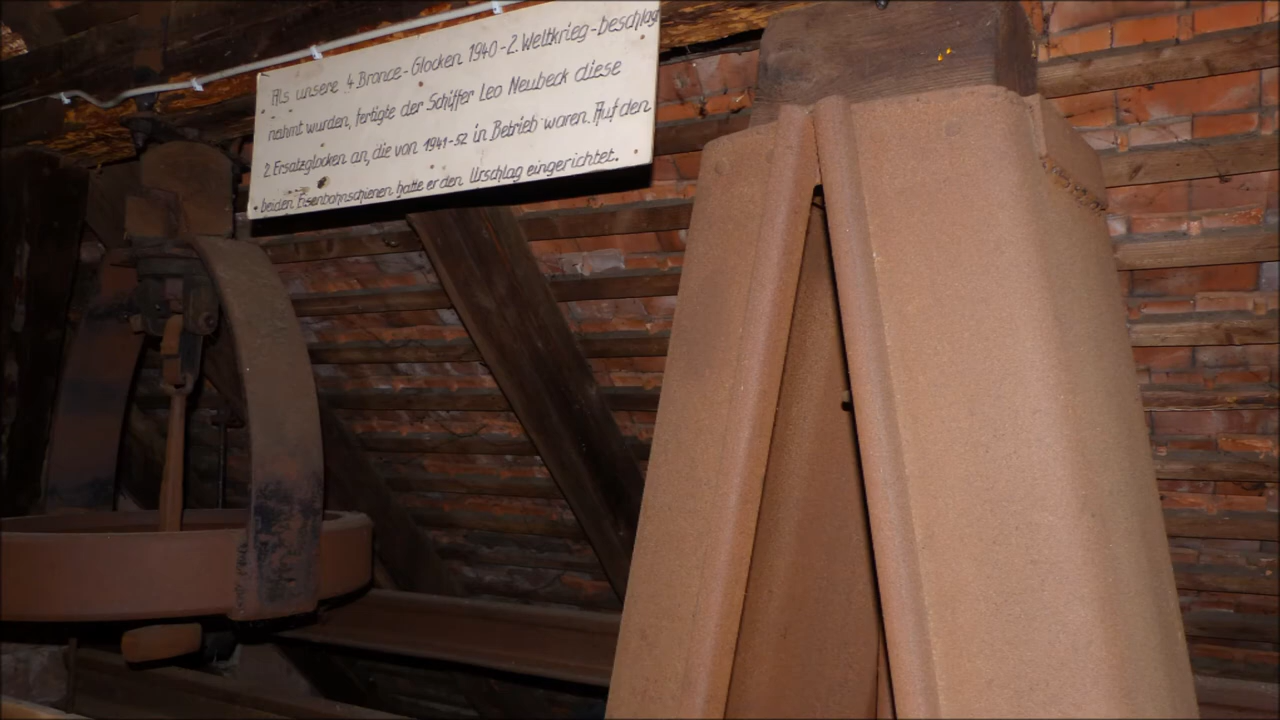 Als unsere 4 Bronce-Glocken 1940-2. Weltkrieg-beschlag
nahmt wurden, fertigte der Schiffer Leo Neubeck diese
2 Ersatzglocken an, die von 1941-52 in Betrieb waren. Auf den
beiden Eisenbahnschienen hatte er den Urschlag eingerichtet.